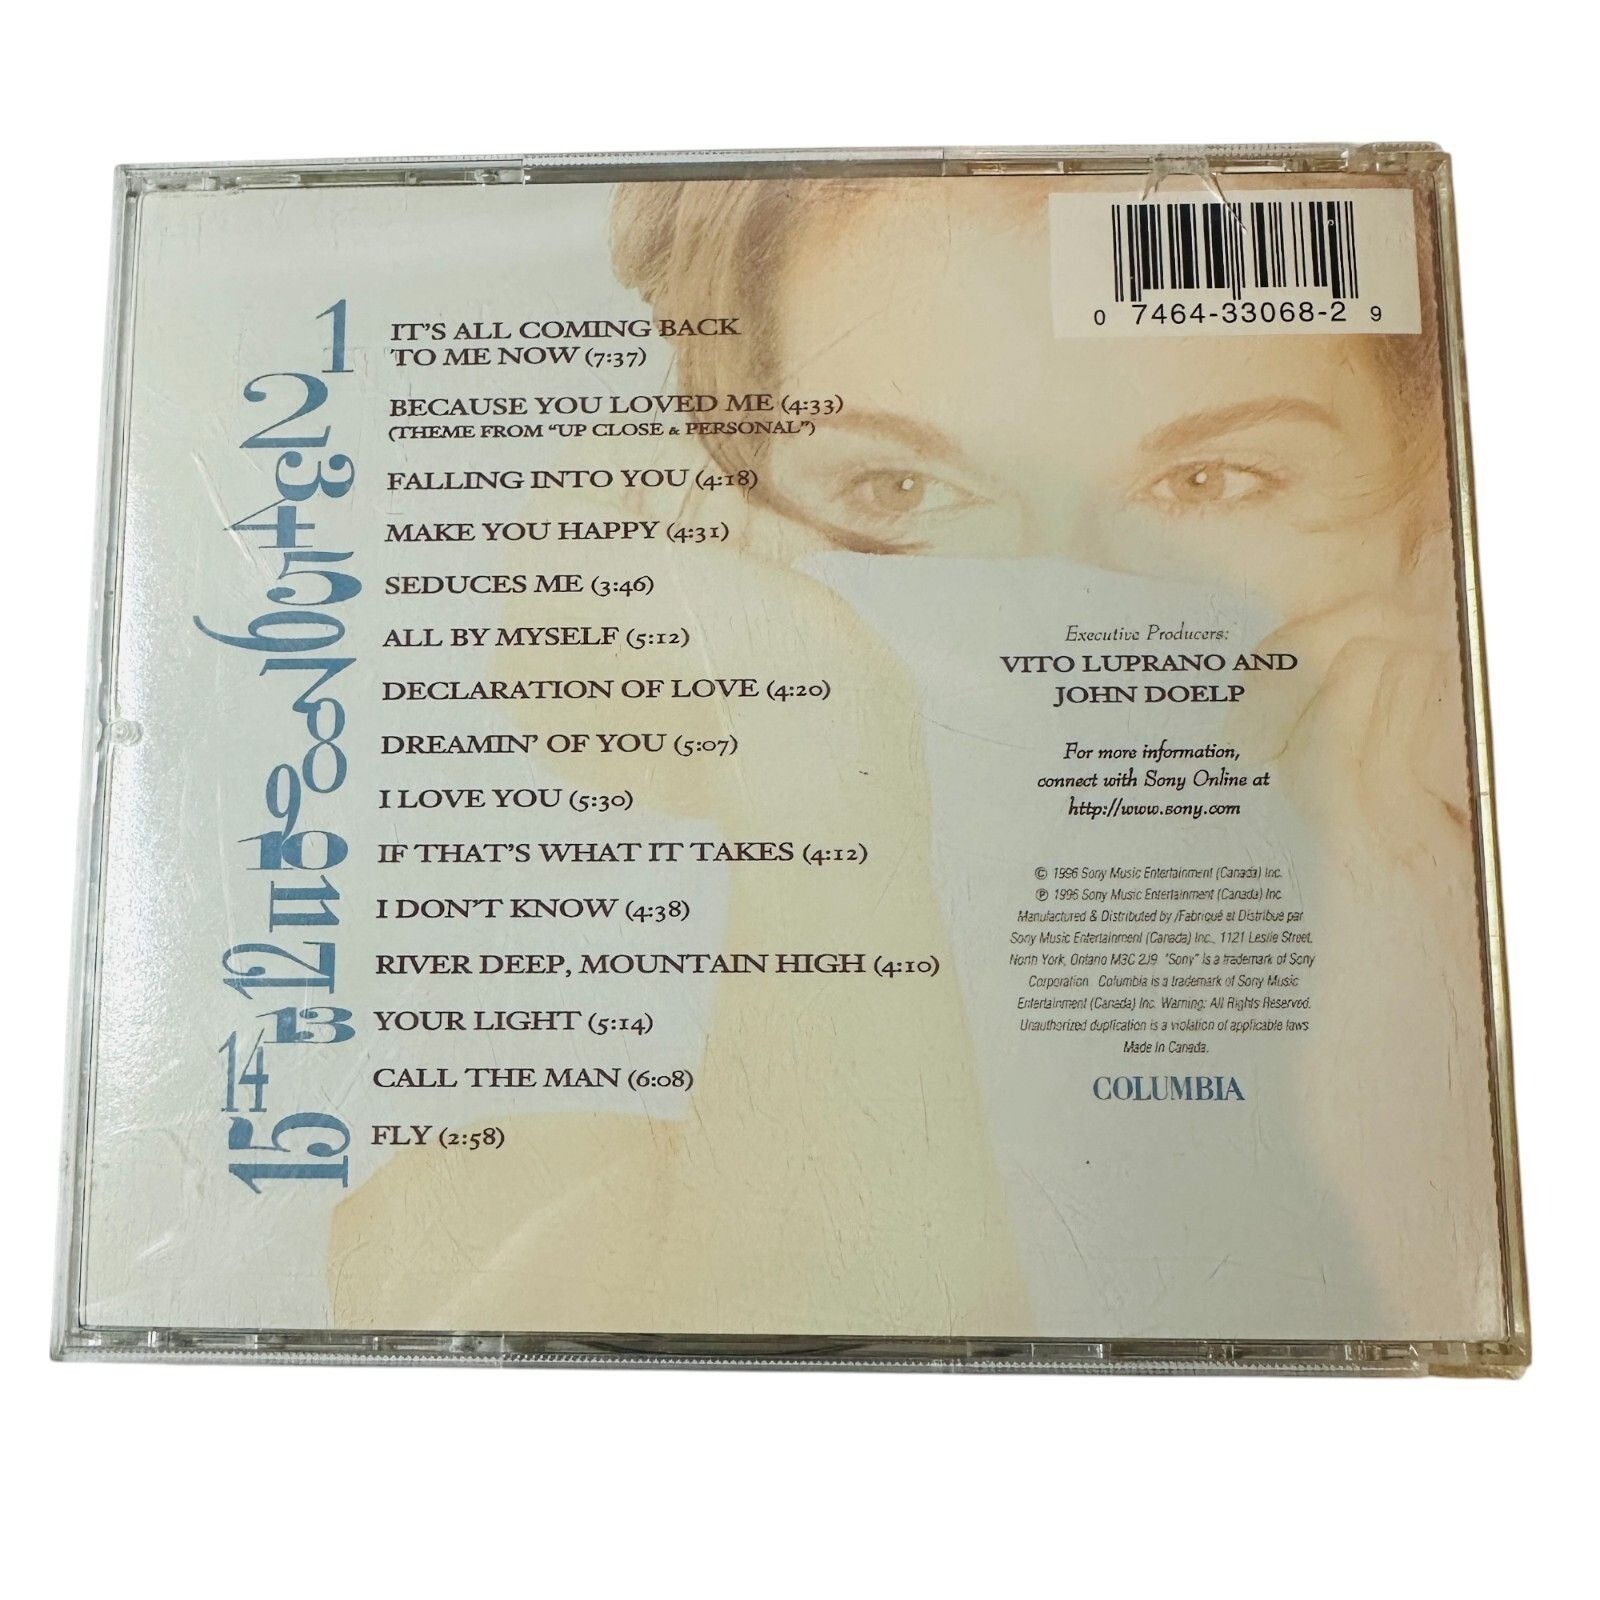 0 7464-33068-2 9
1 IT'S ALL COMING BACK
TO ME NOW (7:37)
2 BECAUSE YOU LOVED ME (4:33)
(THEME FROM "UP CLOSE & PERSONAL")
3 FALLING INTO YOU (4:18)
4 MAKE YOU HAPPY (4:31)
5 SEDUCES ME (3:46)
6 ALL BY MYSELF (5:12)
7 DECLARATION OF LOVE (4:20)
8 DREAMIN' OF YOU (5:07)
9 I LOVE YOU (5:30)
10 IF THAT'S WHAT IT TAKES (4:12)
11 I DON'T KNOW (4:38)
12 RIVER DEEP, MOUNTAIN HIGH (4:10)
13 YOUR LIGHT (5:14)
14 CALL THE MAN (6:08)
15 FLY (2:58)
Executive Producers:
VITO LUPRANO AND
JOHN DOELP
For more information,
connect with Sony Online at
http://www.sony.com
© 1996 Sony Music Entertainment (Canada) Inc.
℗ 1996 Sony Music Entertainment (Canada) Inc.
Manufactured & Distributed by /Fabriqué et Distribué par
Sony Music Entertainment (Canada) Inc., 1121 Leslie Street,
North York, Ontario M3C 2J9. "Sony" is a trademark of Sony
Corporation. Columbia is a trademark of Sony Music
Entertainment (Canada) Inc. Warning: All Rights Reserved.
Unauthorized duplication is a violation of applicable laws
Made In Canada.
COLUMBIA